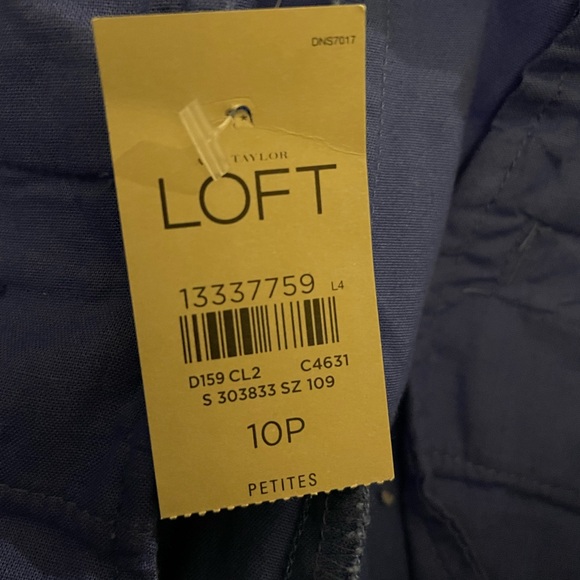 DNS7017
TAYLOR
LOFT
13337759 L4
D159 CL2 C4631
S 303833 SZ 109
10P
PETITES